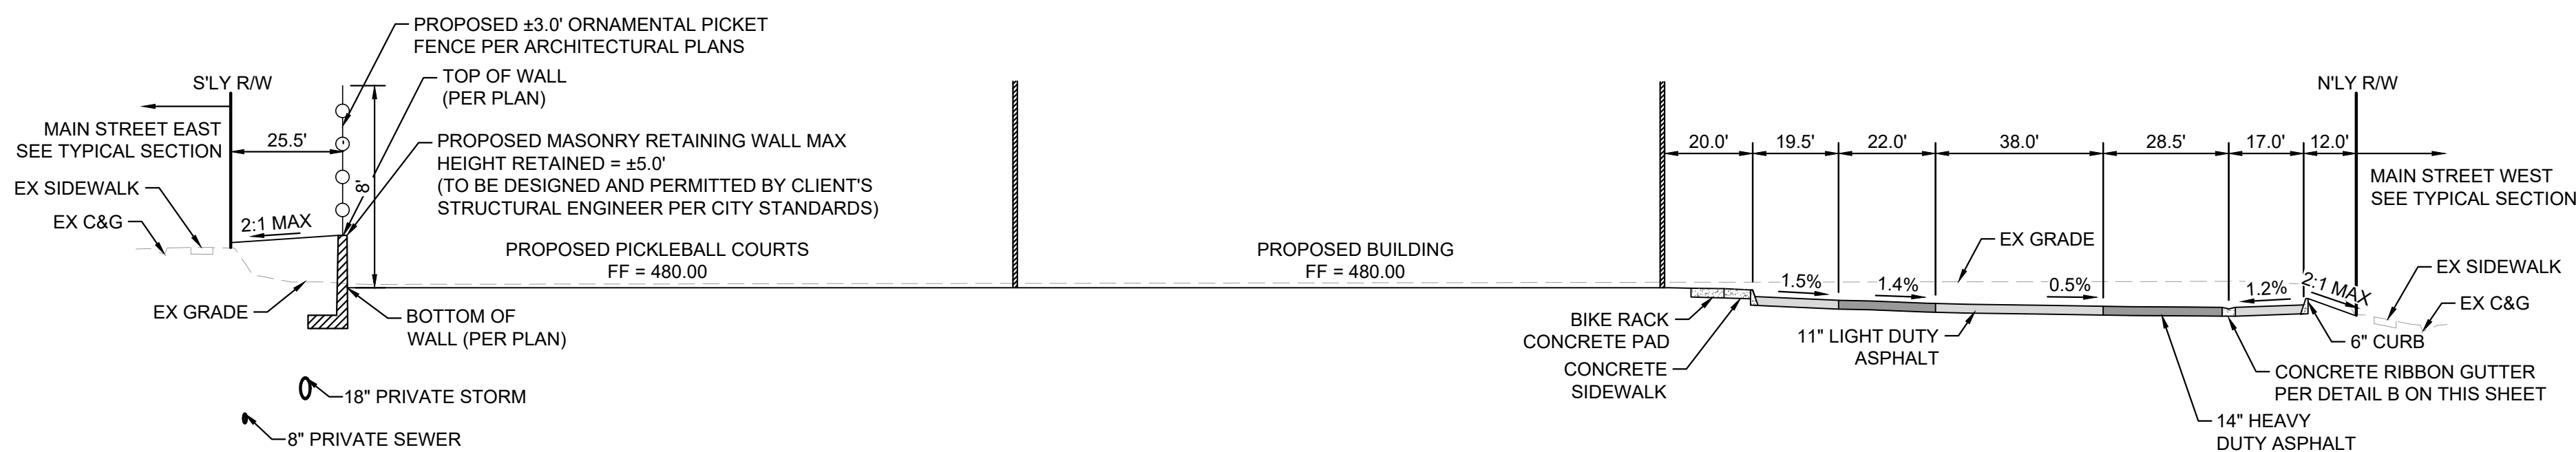 PROPOSED ±3.0' ORNAMENTAL PICKET
FENCE PER ARCHITECTURAL PLANS
TOP OF WALL
(PER PLAN)
S'LY R/W
MAIN STREET EAST
SEE TYPICAL SECTION
25.5'
PROPOSED MASONRY RETAINING WALL MAX
HEIGHT RETAINED = ±5.0'
(TO BE DESIGNED AND PERMITTED BY CLIENT'S
STRUCTURAL ENGINEER PER CITY STANDARDS)
8'
EX SIDEWALK
EX C&G
2:1 MAX
EX GRADE
PROPOSED PICKLEBALL COURTS
FF = 480.00
BOTTOM OF
WALL (PER PLAN)
18" PRIVATE STORM
8" PRIVATE SEWER
PROPOSED BUILDING
FF = 480.00
N'LY R/W
20.0'
19.5'
22.0'
38.0'
28.5'
17.0'
12.0'
MAIN STREET WEST
SEE TYPICAL SECTION
EX GRADE
1.5%
1.4%
0.5%
1.2%
2:1 MAX
EX SIDEWALK
EX C&G
BIKE RACK
CONCRETE PAD
CONCRETE
SIDEWALK
11" LIGHT DUTY
ASPHALT
6" CURB
CONCRETE RIBBON GUTTER
PER DETAIL B ON THIS SHEET
14" HEAVY
DUTY ASPHALT